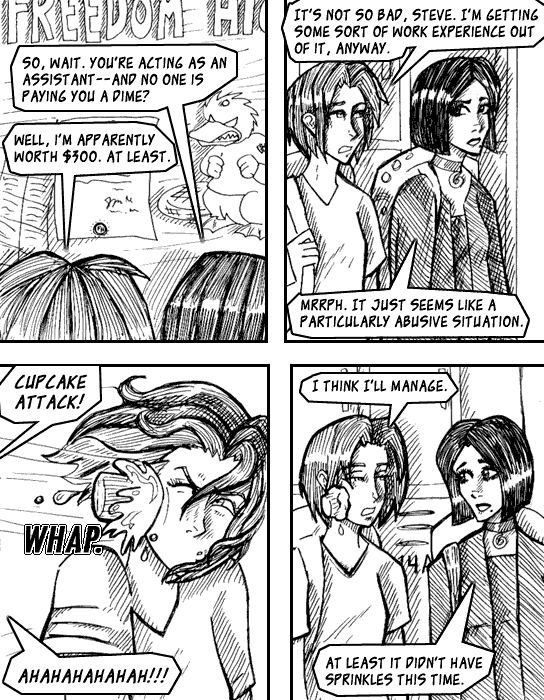 FREEDOM HI
SO, WAIT. YOU'RE ACTING AS AN
ASSISTANT--AND NO ONE IS
PAYING YOU A DIME?
WELL, I'M APPARENTLY
WORTH $300. AT LEAST.
IT'S NOT SO BAD, STEVE. I'M GETTING
SOME SORT OF WORK EXPERIENCE OUT
OF IT, ANYWAY.
MRRPH. IT JUST SEEMS LIKE A
PARTICULARLY ABUSIVE SITUATION.
CUPCAKE
ATTACK!
WHAP.
AHAHAHAHAHAH!!!
I THINK I'LL MANAGE.
14A
AT LEAST IT DIDN'T HAVE
SPRINKLES THIS TIME.